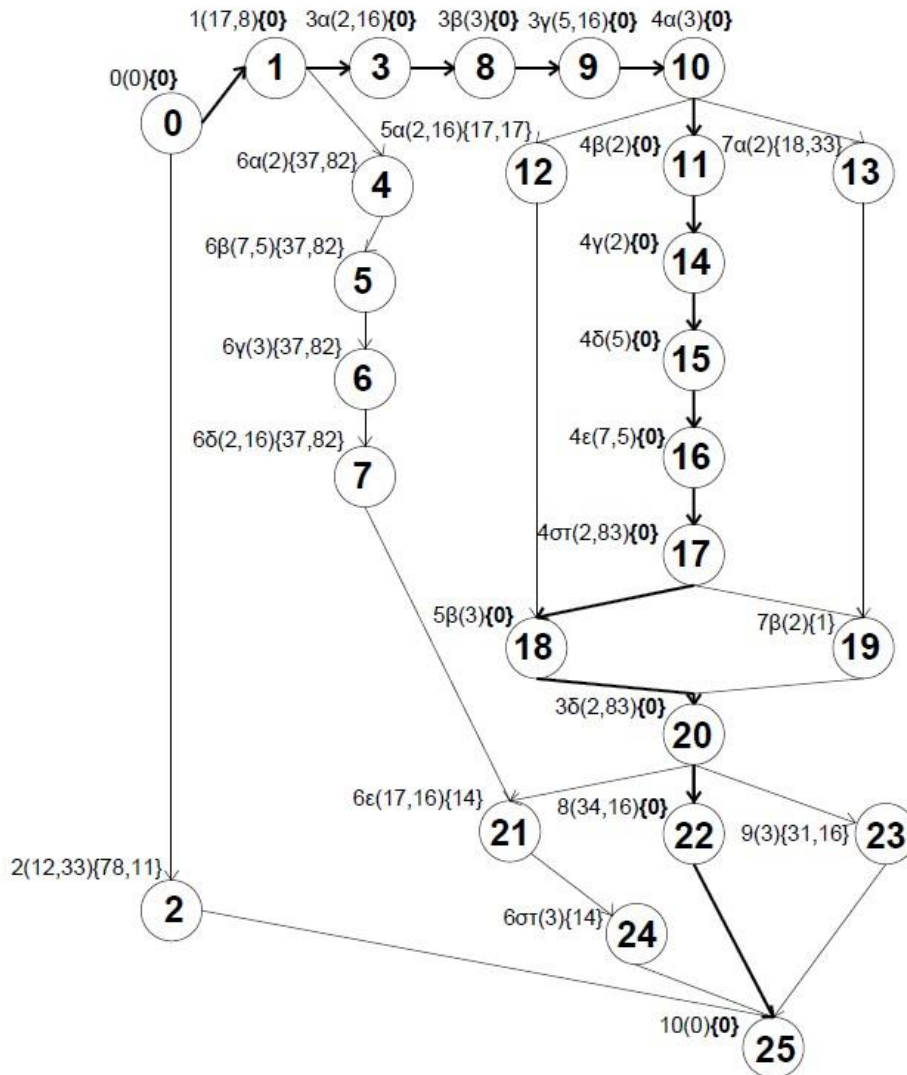 1(17,8){0} 3α(2,16){0} 3β(3){0} 3γ(5,16){0} 4α(3){0}
0(0){0} 1 3 8 9 10
0
5α(2,16){17,17} 4β(2){0} 7α(2){18,33}
6α(2){37,82} 4 12 11 13
6β(7,5){37,82} 4γ(2){0}
5 14
6γ(3){37,82} 4δ(5){0}
6 15
6δ(2,16){37,82} 4ε(7,5){0}
7 16
4στ(2,83){0}
17
5β(3){0} 7β(2){1}
18 19
3δ(2,83){0}
20
6ε(17,16){14} 8(34,16){0} 9(3){31,16}
21 22 23
2(12,33){78,11}
2 6στ(3){14} 24
10(0){0}
25